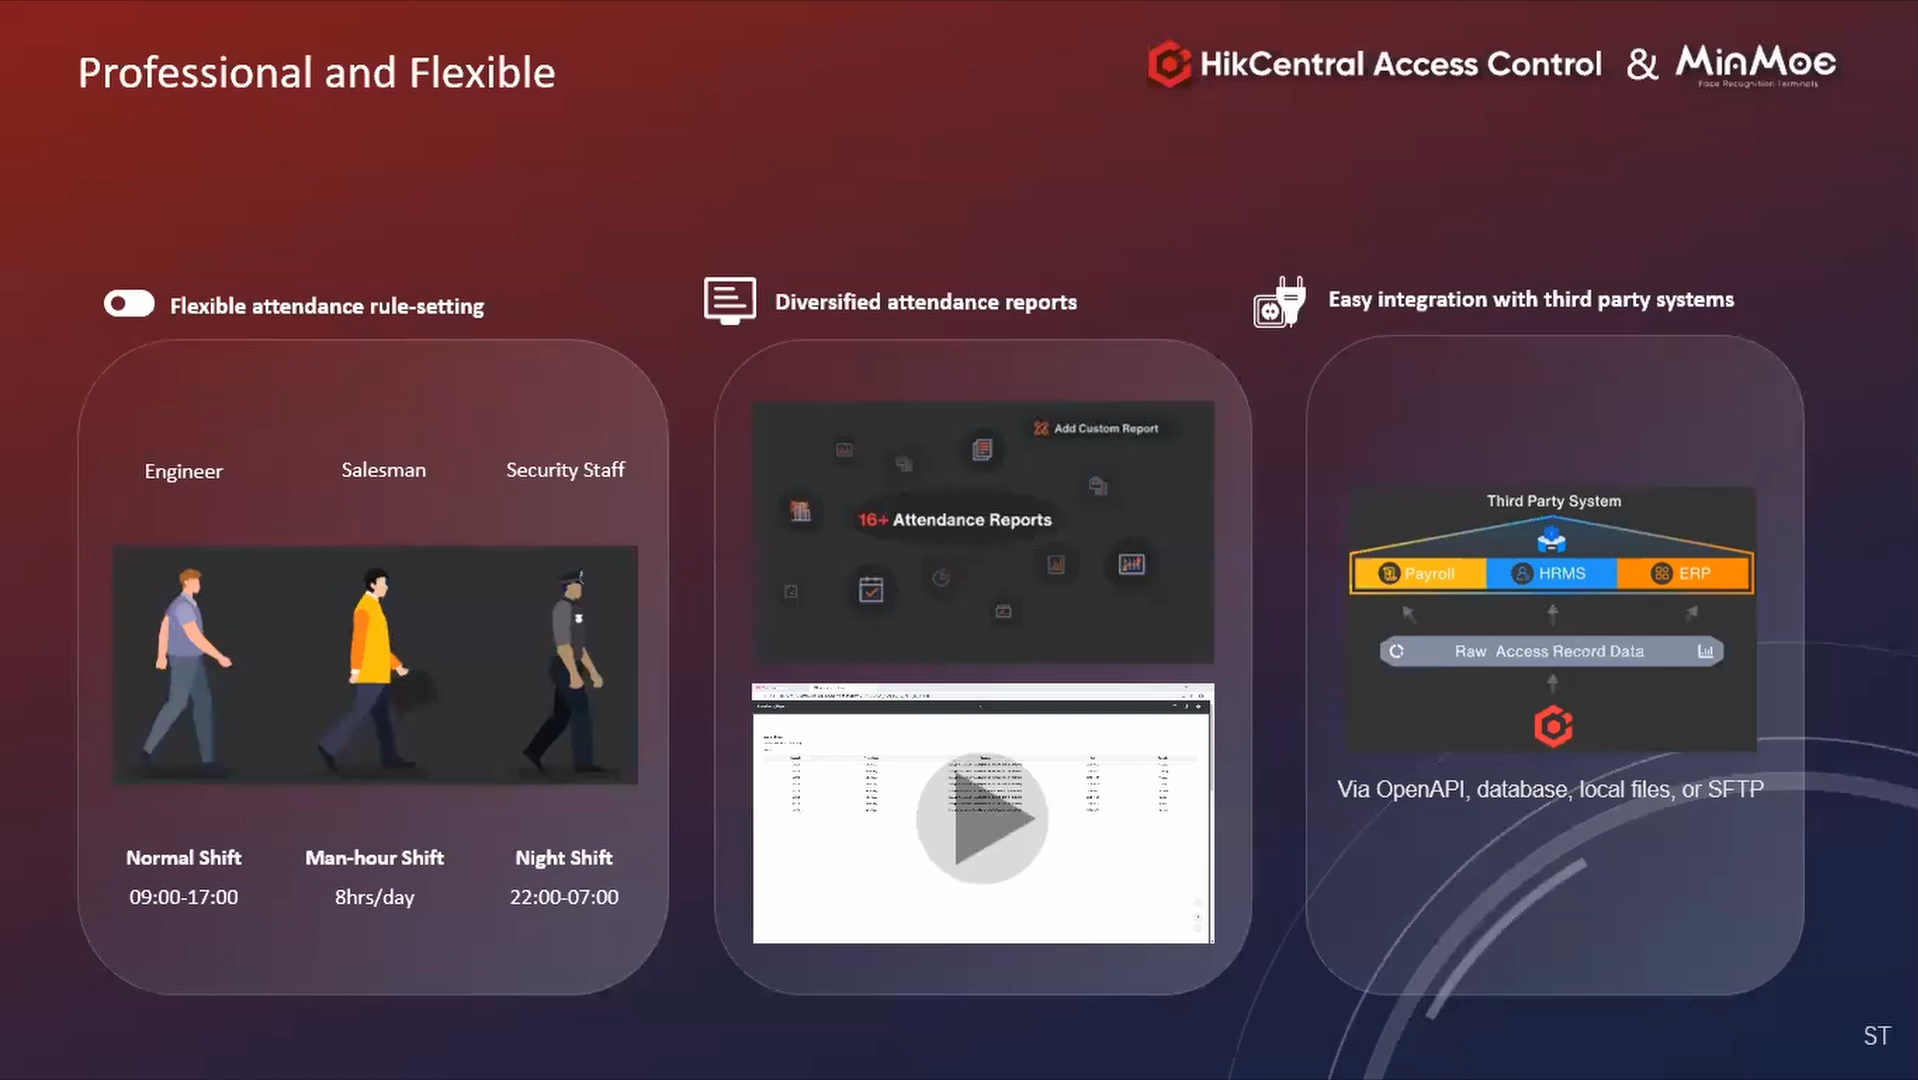 Professional and Flexible
HikCentral Access Control & MinMoe
Face Recognition Terminals
Flexible attendance rule-setting
Engineer
Salesman
Security Staff
Normal Shift
Man-hour Shift
Night Shift
09:00-17:00
8hrs/day
22:00-07:00
Diversified attendance reports
Add Custom Report
16+ Attendance Reports
Easy integration with third party systems
Third Party System
Payroll
HRMS
ERP
Raw Access Record Data
Via OpenAPI, database, local files, or SFTP
ST